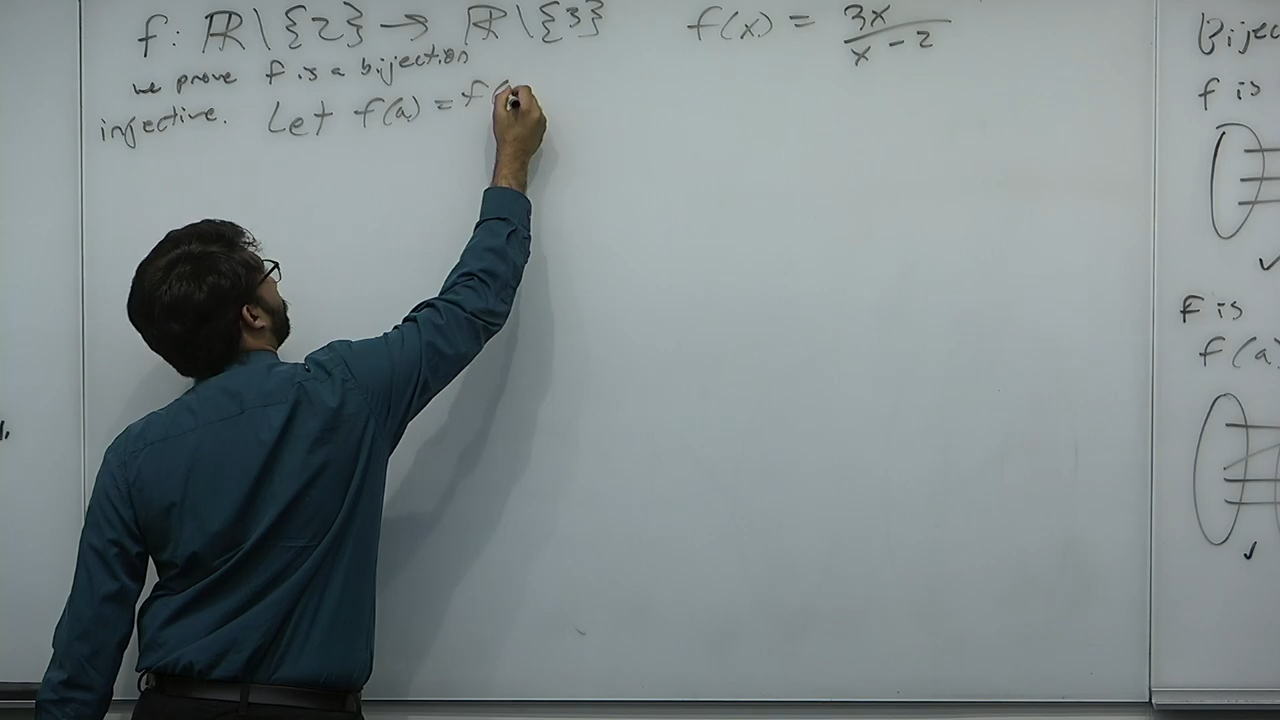 f: ℝ\{2} → ℝ\{3}    f(x) = 3x / x - 2
we prove f is a bijection
injective. Let f(a) = f(
Bijec
f is
F is
f(a